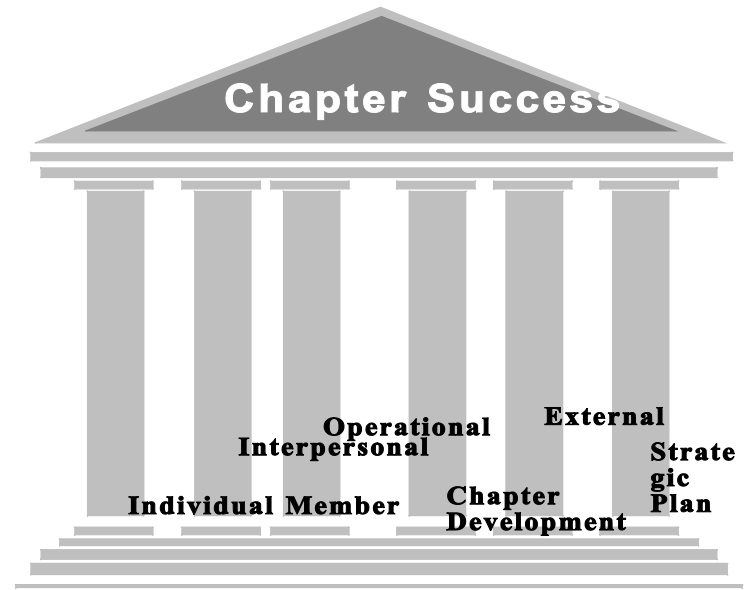 Chapter Success
Operational
Interpersonal
Individual Member
Chapter
Development
External
Strate
gic
Plan